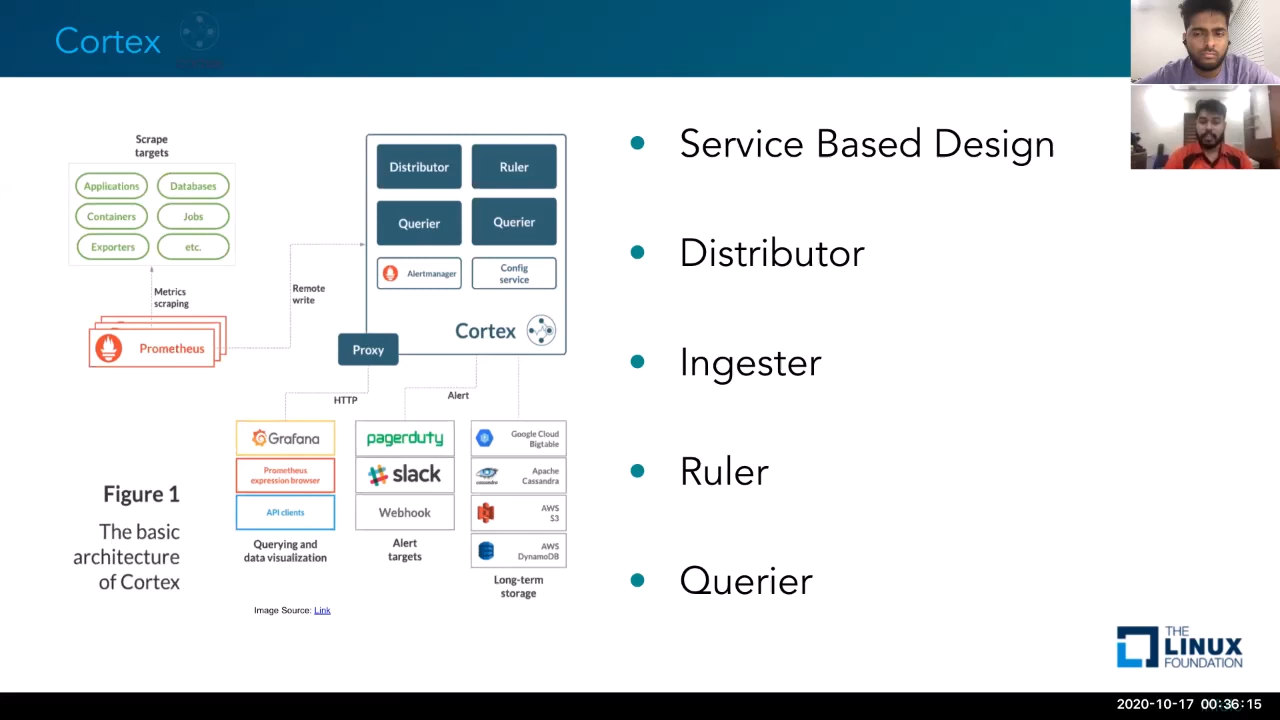 Cortex
Scrape
targets
Applications
Databases
Containers
Jobs
Exporters
etc.
Metrics
scraping
Prometheus
Remote
write
Distributor
Ruler
Querier
Querier
Alertmanager
Config
service
Cortex
Proxy
HTTP
Alert
Grafana
Prometheus
expression browser
API clients
Querying and
data visualization
pagerduty
slack
Webhook
Alert
targets
Google Cloud
Bigtable
Apache
Cassandra
AWS
S3
AWS
DynamoDB
Long-term
storage
Figure 1
The basic
architecture
of Cortex
Image Source: Link
• Service Based Design
• Distributor
• Ingester
• Ruler
• Querier
THE
LINUX
FOUNDATION
2020-10-17 00:36:15